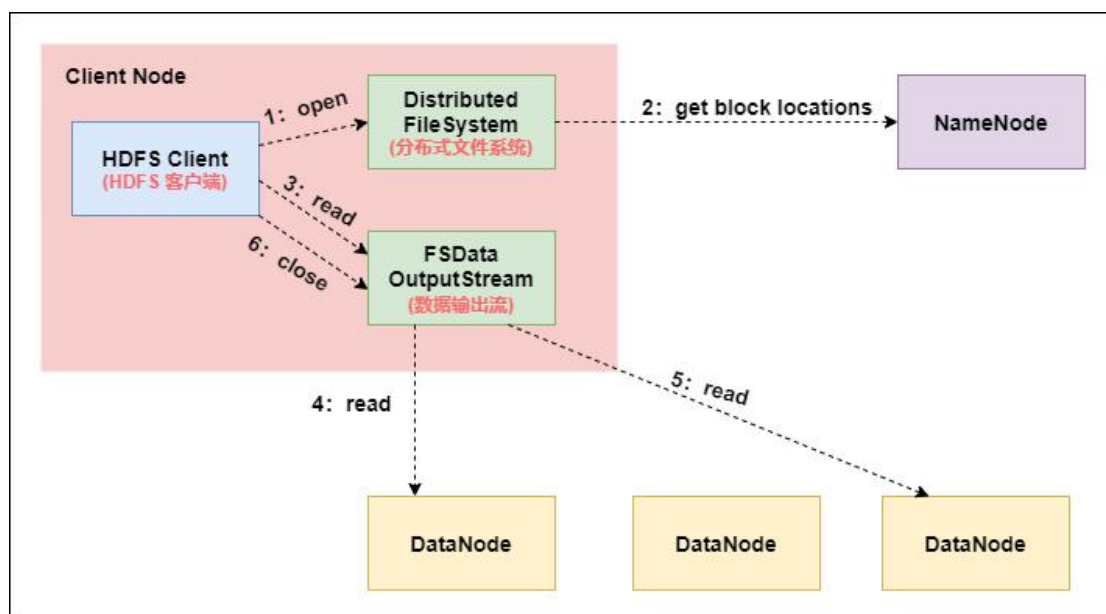 Client Node
1：open
Distributed
FileSystem
(分布式文件系统)
2：get block locations
NameNode
HDFS Client
(HDFS 客户端)
3：read
6：close
FSData
OutputStream
(数据输出流)
4：read
5：read
DataNode
DataNode
DataNode